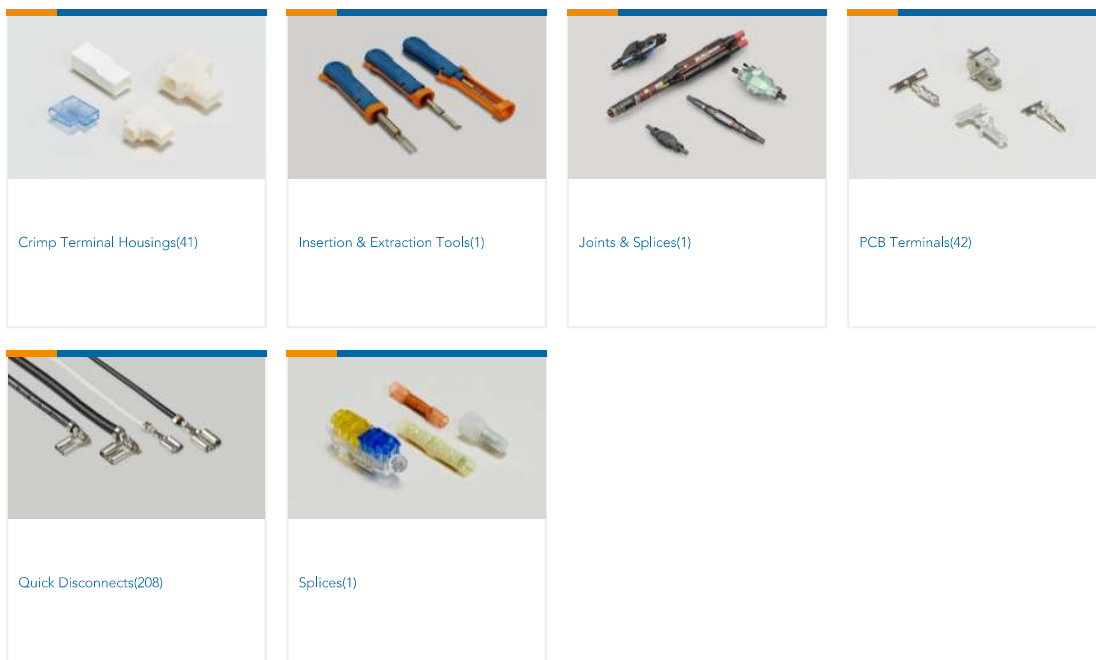 Crimp Terminal Housings(41)
Insertion & Extraction Tools(1)
Joints & Splices(1)
PCB Terminals(42)
Quick Disconnects(208)
Splices(1)